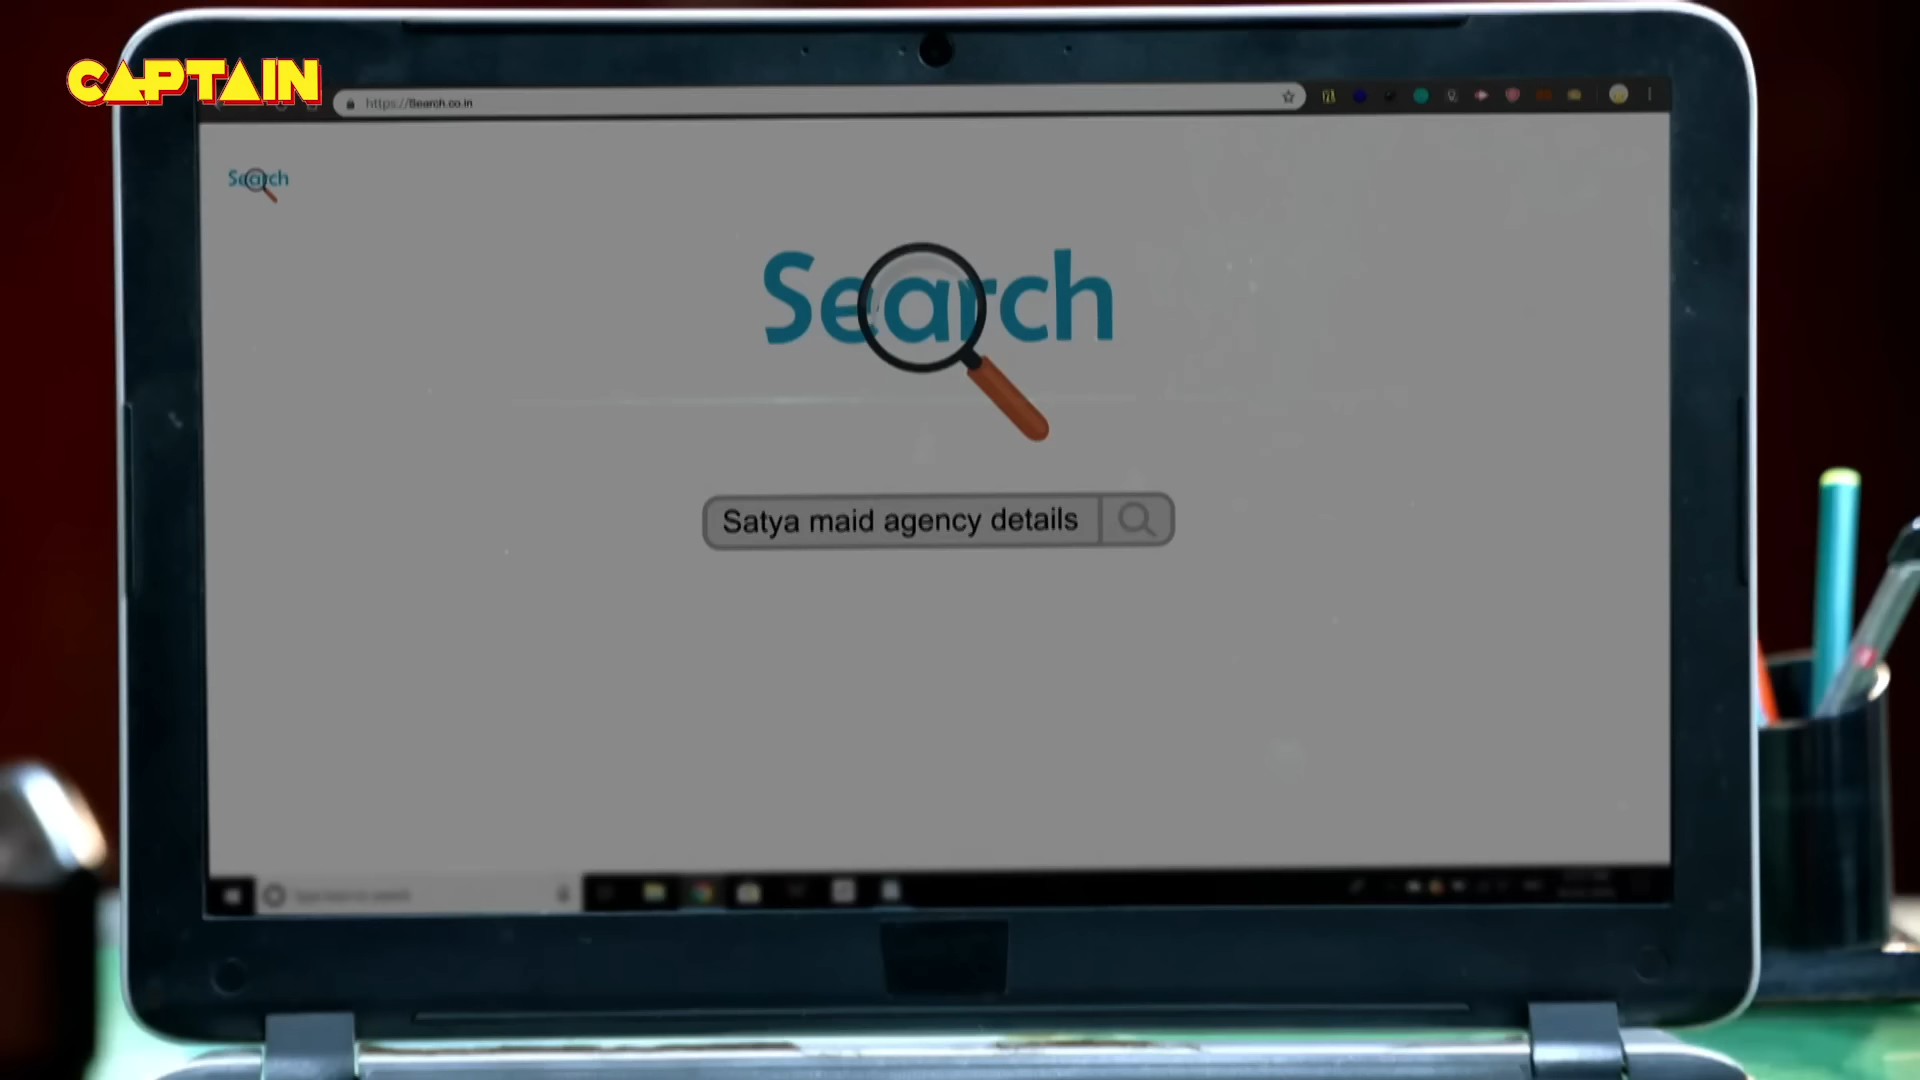 CAPTAIN
https://Search.co.in
Search
Search
Satya maid agency details